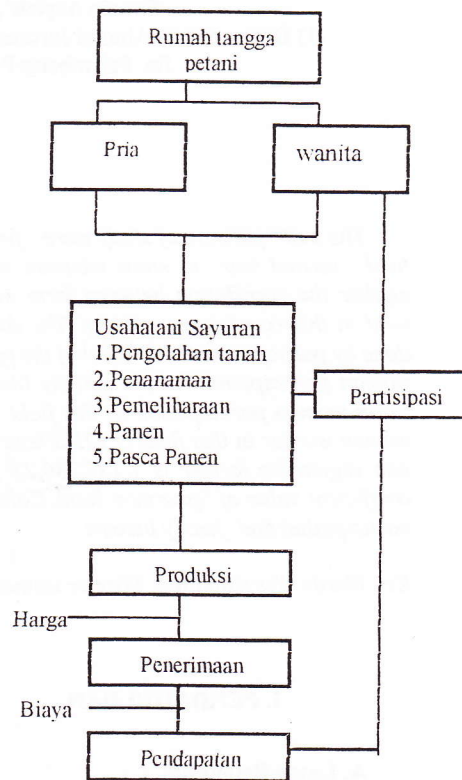 Rumah tangga
petani
Pria
wanita
Usahatani Sayuran
1.Pengolahan tanah
2.Penanaman
3.Pemeliharaan
4.Panen
5.Pasca Panen
Partisipasi
Produksi
Harga
Penerimaan
Biaya
Pendapatan